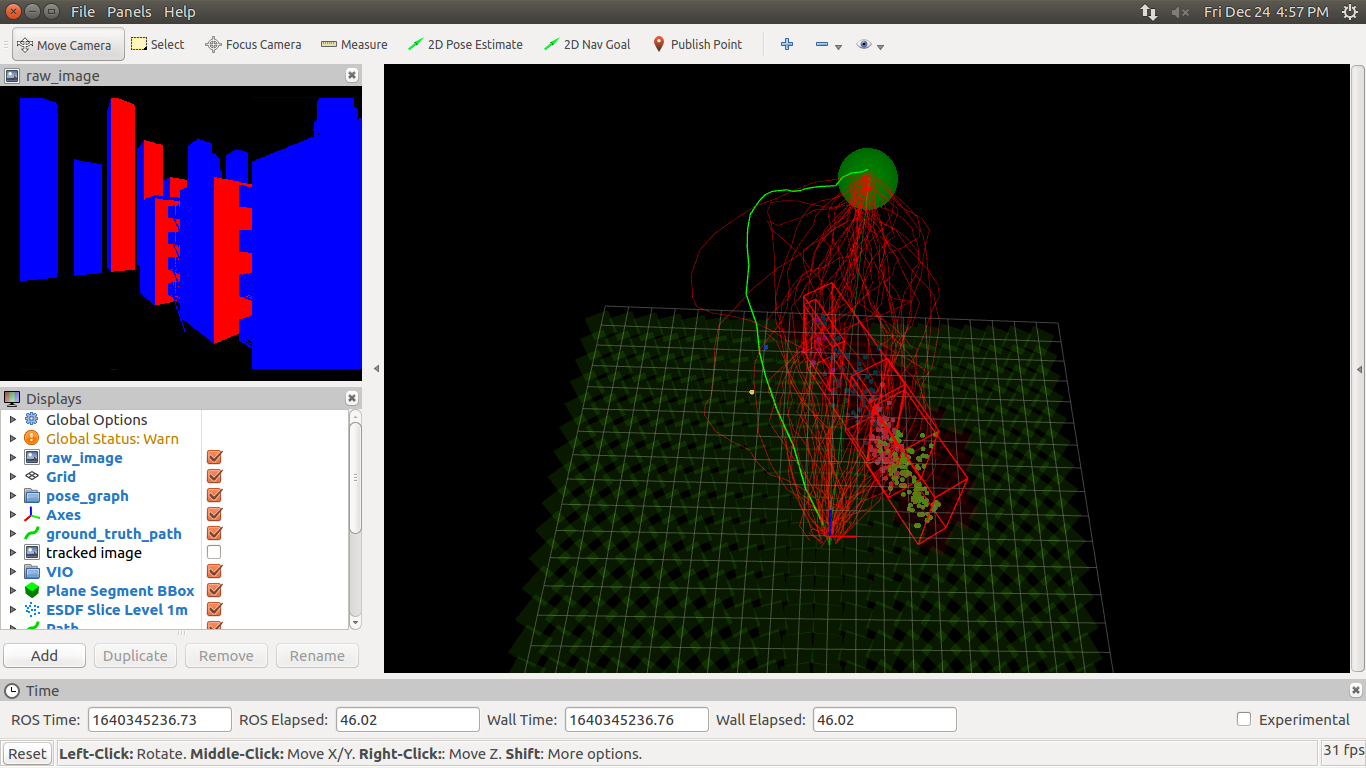 File Panels Help
Fri Dec 24 4:57 PM
Move Camera Select Focus Camera Measure 2D Pose Estimate 2D Nav Goal Publish Point
raw_image
Displays
Global Options
Global Status: Warn
raw_image
Grid
pose_graph
Axes
ground_truth_path
tracked image
VIO
Plane Segment BBox
ESDF Slice Level 1m
Path
Add Duplicate Remove Rename
Time
ROS Time: 1640345236.73 ROS Elapsed: 46.02 Wall Time: 1640345236.76 Wall Elapsed: 46.02 Experimental
Reset Left-Click: Rotate. Middle-Click: Move X/Y. Right-Click:: Move Z. Shift: More options. 31 fps